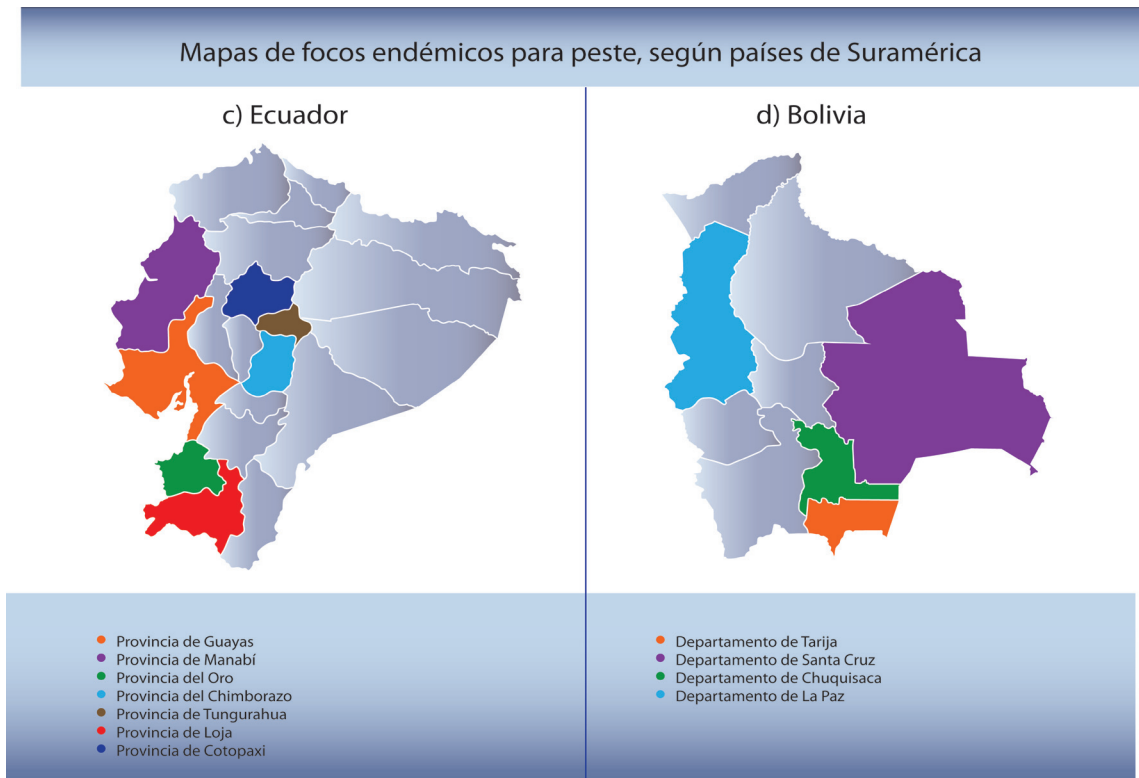 Mapas de focos endémicos para peste, según países de Suramérica
c) Ecuador
Provincia de Guayas
Provincia de Manabí
Provincia del Oro
Provincia del Chimborazo
Provincia de Tungurahua
Provincia de Loja
Provincia de Cotopaxi
d) Bolivia
Departamento de Tarija
Departamento de Santa Cruz
Departamento de Chuquisaca
Departamento de La Paz